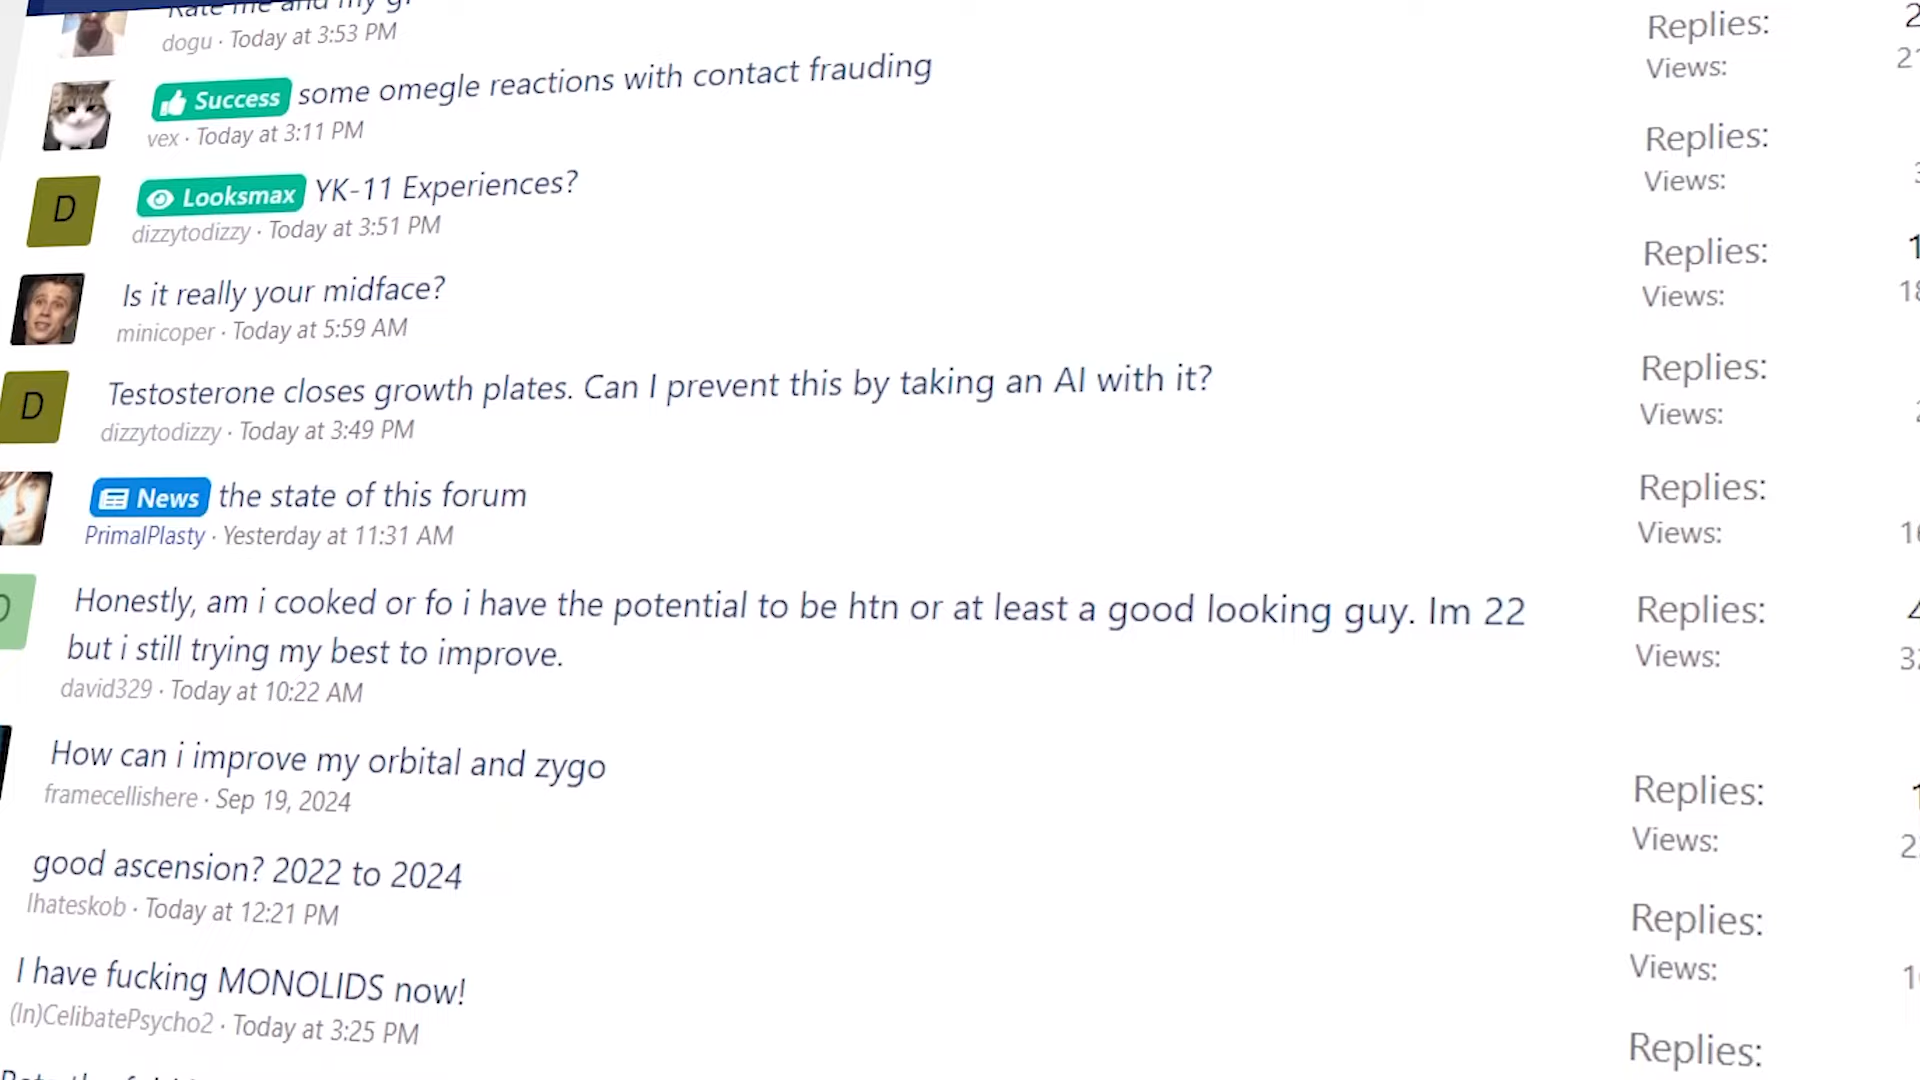 Rate me and my
dogu · Today at 3:53 PM
Replies:
Views:
Success some omegle reactions with contact frauding
vex · Today at 3:11 PM
Replies:
Views:
Looksmax YK-11 Experiences?
dizzytodizzy · Today at 3:51 PM
Replies:
Views:
Is it really your midface?
minicoper · Today at 5:59 AM
Replies:
Views:
Testosterone closes growth plates. Can I prevent this by taking an AI with it?
dizzytodizzy · Today at 3:49 PM
Replies:
Views:
News the state of this forum
PrimalPlasty · Yesterday at 11:31 AM
Replies:
Views:
Honestly, am i cooked or fo i have the potential to be htn or at least a good looking guy. Im 22
but i still trying my best to improve.
david329 · Today at 10:22 AM
Replies:
Views:
How can i improve my orbital and zygo
framecellishere · Sep 19, 2024
Replies:
Views:
good ascension? 2022 to 2024
Ihateskob · Today at 12:21 PM
Replies:
I have fucking MONOLIDS now!
(In)CelibatePsycho2 · Today at 3:25 PM
D
D